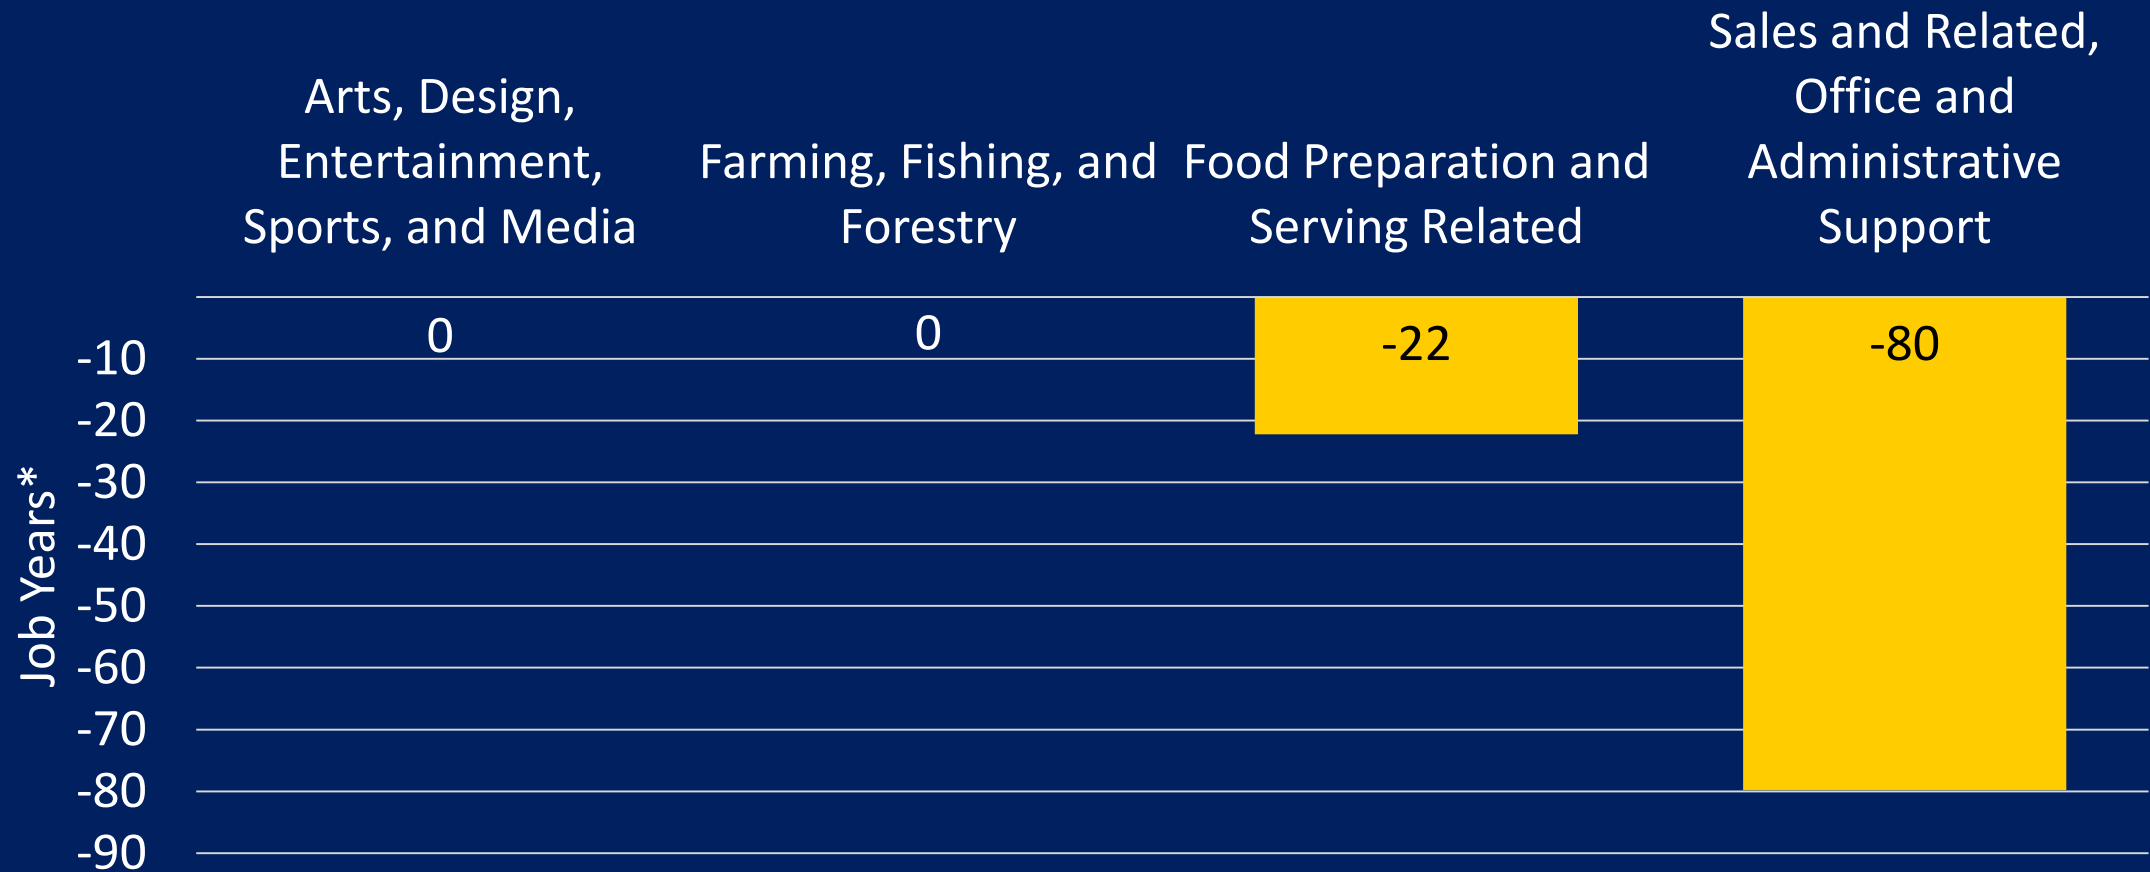 Arts, Design,
Entertainment,
Sports, and Media
Farming, Fishing, and
Forestry
Food Preparation and
Serving Related
Sales and Related,
Office and
Administrative
Support
0
0
-22
-80
-10
-20
-30
-40
-50
-60
-70
-80
-90
Job Years*